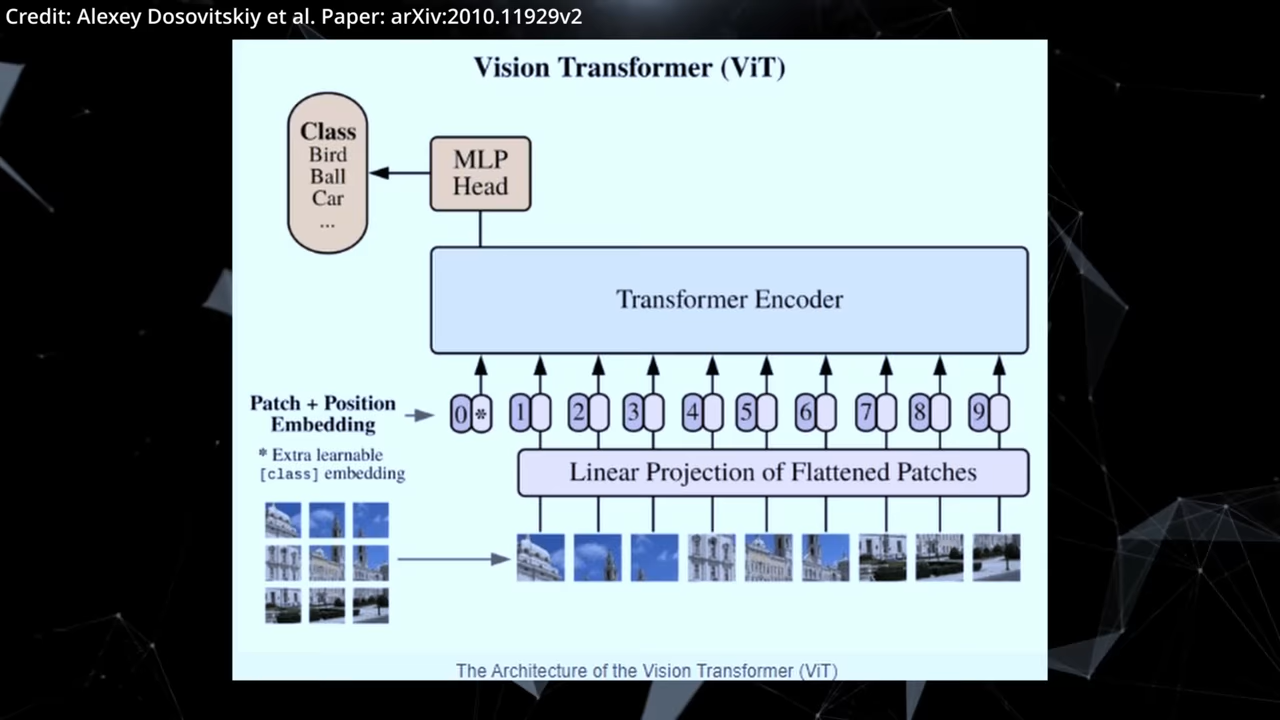 Credit: Alexey Dosovitskiy et al. Paper: arXiv:2010.11929v2
Vision Transformer (ViT)
Class
Bird
Ball
Car
...
MLP
Head
Transformer Encoder
Patch + Position
Embedding
* Extra learnable
[class] embedding
0 * 1 2 3 4 5 6 7 8 9
Linear Projection of Flattened Patches
The Architecture of the Vision Transformer (ViT)